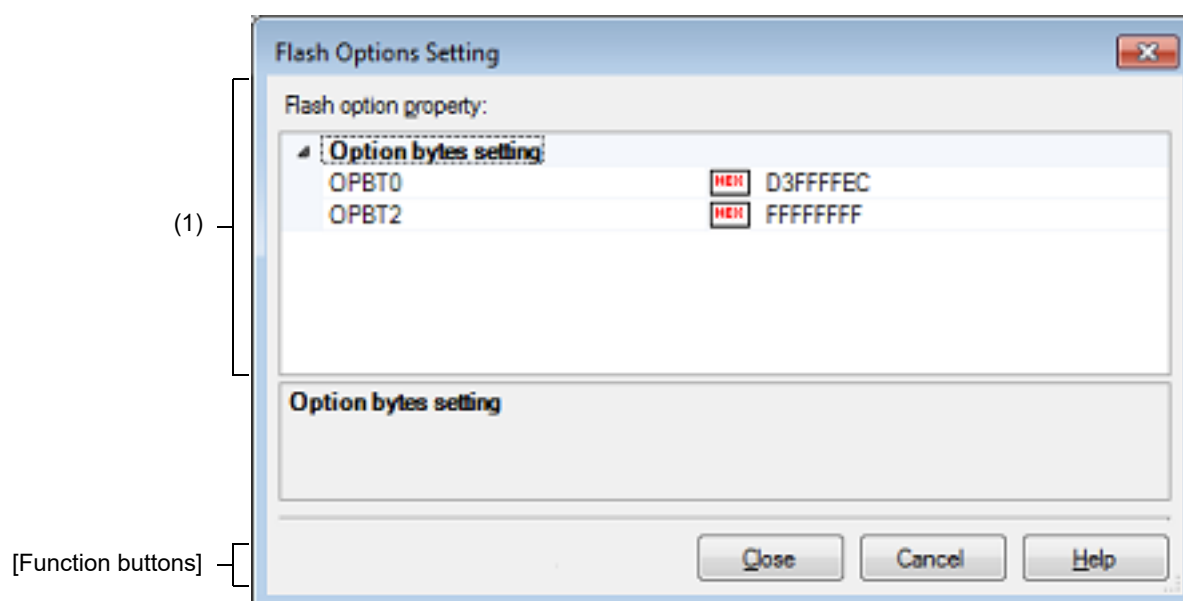 Flash Options Setting
Flash option property:
Option bytes setting
OPBT0 HEX D3FFFFEC
OPBT2 HEX FFFFFFFF
(1)
Option bytes setting
[Function buttons]
Close Cancel Help